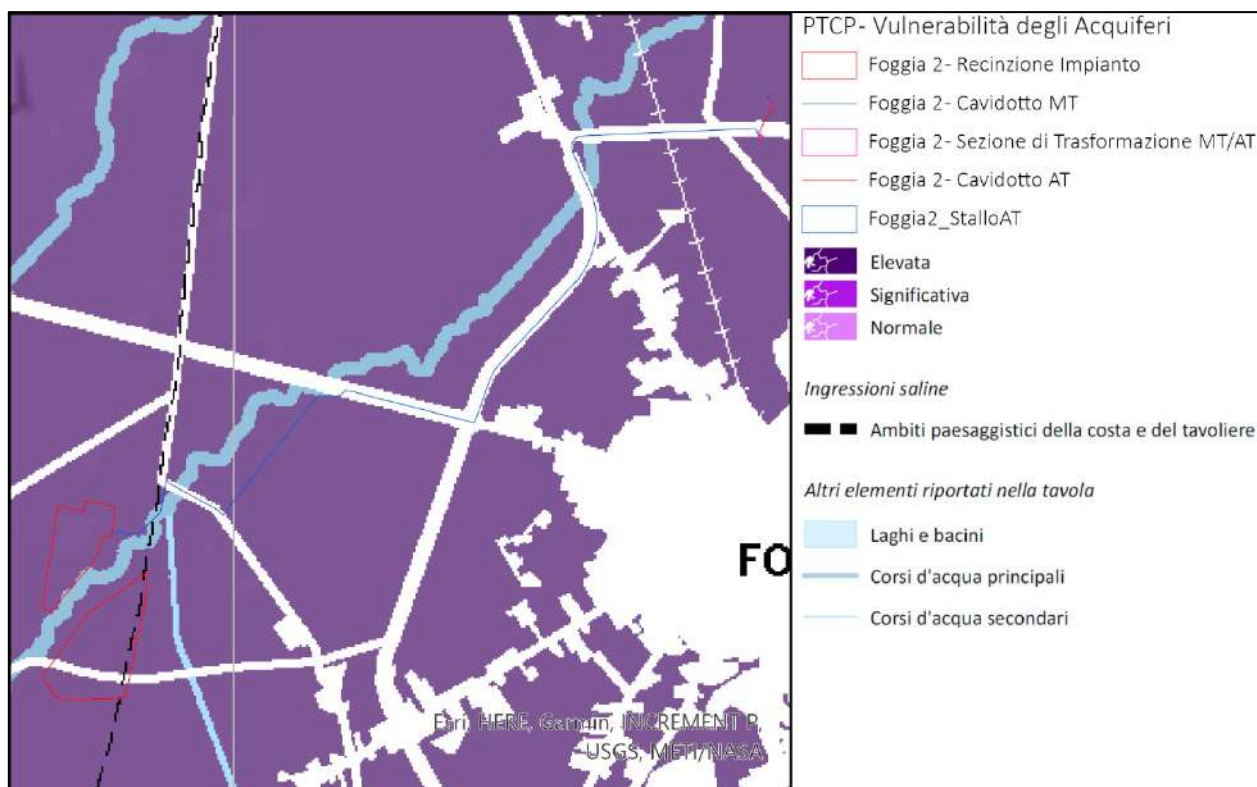 PTCP- Vulnerabilità degli Acquiferi
Foggia 2- Recinzione Impianto
Foggia 2- Cavidotto MT
Foggia 2- Sezione di Trasformazione MT/AT
Foggia 2- Cavidotto AT
Foggia2_StalloAT
Elevata
Significativa
Normale
Ingressioni saline
Ambiti paesaggistici della costa e del tavoliere
Altri elementi riportati nella tavola
Laghi e bacini
Corsi d'acqua principali
Corsi d'acqua secondari
FO
Esri, HERE, Garmin, INCREMENT P,
USGS, METI/NASA